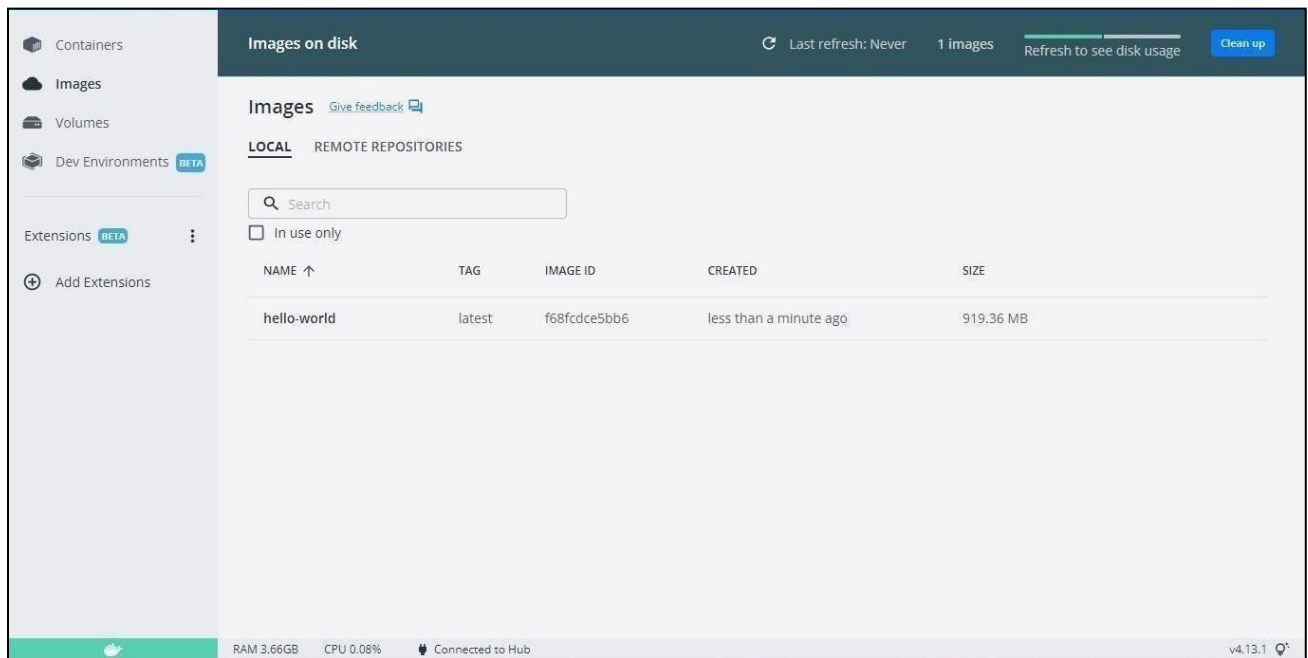 Containers
Images
Volumes
Dev Environments BETA
Extensions BETA
Add Extensions
Images on disk
Last refresh: Never
1 images
Refresh to see disk usage
Clean up
Images Give feedback
LOCAL REMOTE REPOSITORIES
Search
In use only
NAME TAG IMAGE ID CREATED SIZE
hello-world latest f68fcdce5bb6 less than a minute ago 919.36 MB
RAM 3.66GB CPU 0.08% Connected to Hub v4.13.1